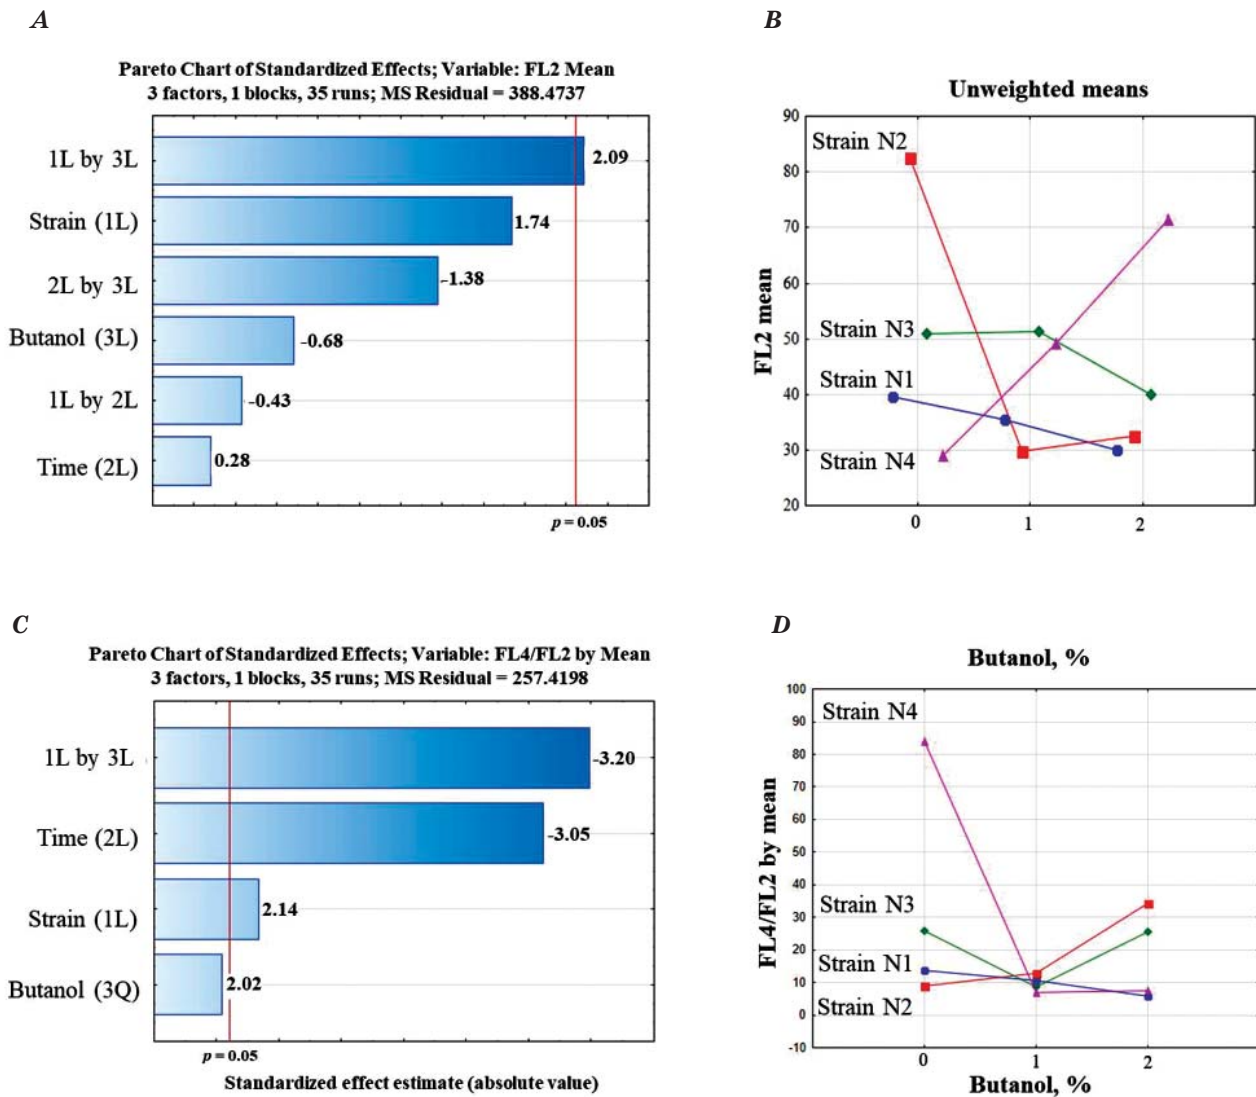 A
Pareto Chart of Standardized Effects; Variable: FL2 Mean
3 factors, 1 blocks, 35 runs; MS Residual = 388.4737
1L by 3L
2.09
Strain (1L)
1.74
2L by 3L
-1.38
Butanol (3L)
-0.68
1L by 2L
-0.43
Time (2L)
0.28
p = 0.05
B
Unweighted means
FL2 mean
90
80
70
60
50
40
30
20
Strain N2
Strain N3
Strain N1
Strain N4
0
1
2
Butanol, %
C
Pareto Chart of Standardized Effects; Variable: FL4/FL2 by Mean
3 factors, 1 blocks, 35 runs; MS Residual = 257.4198
1L by 3L
-3.20
Time (2L)
-3.05
Strain (1L)
2.14
Butanol (3Q)
2.02
p = 0.05
Standardized effect estimate (absolute value)
D
FL4/FL2 by mean
100
90
80
70
60
50
40
30
20
10
0
-10
Strain N4
Strain N3
Strain N1
Strain N2
0
1
2
Butanol, %